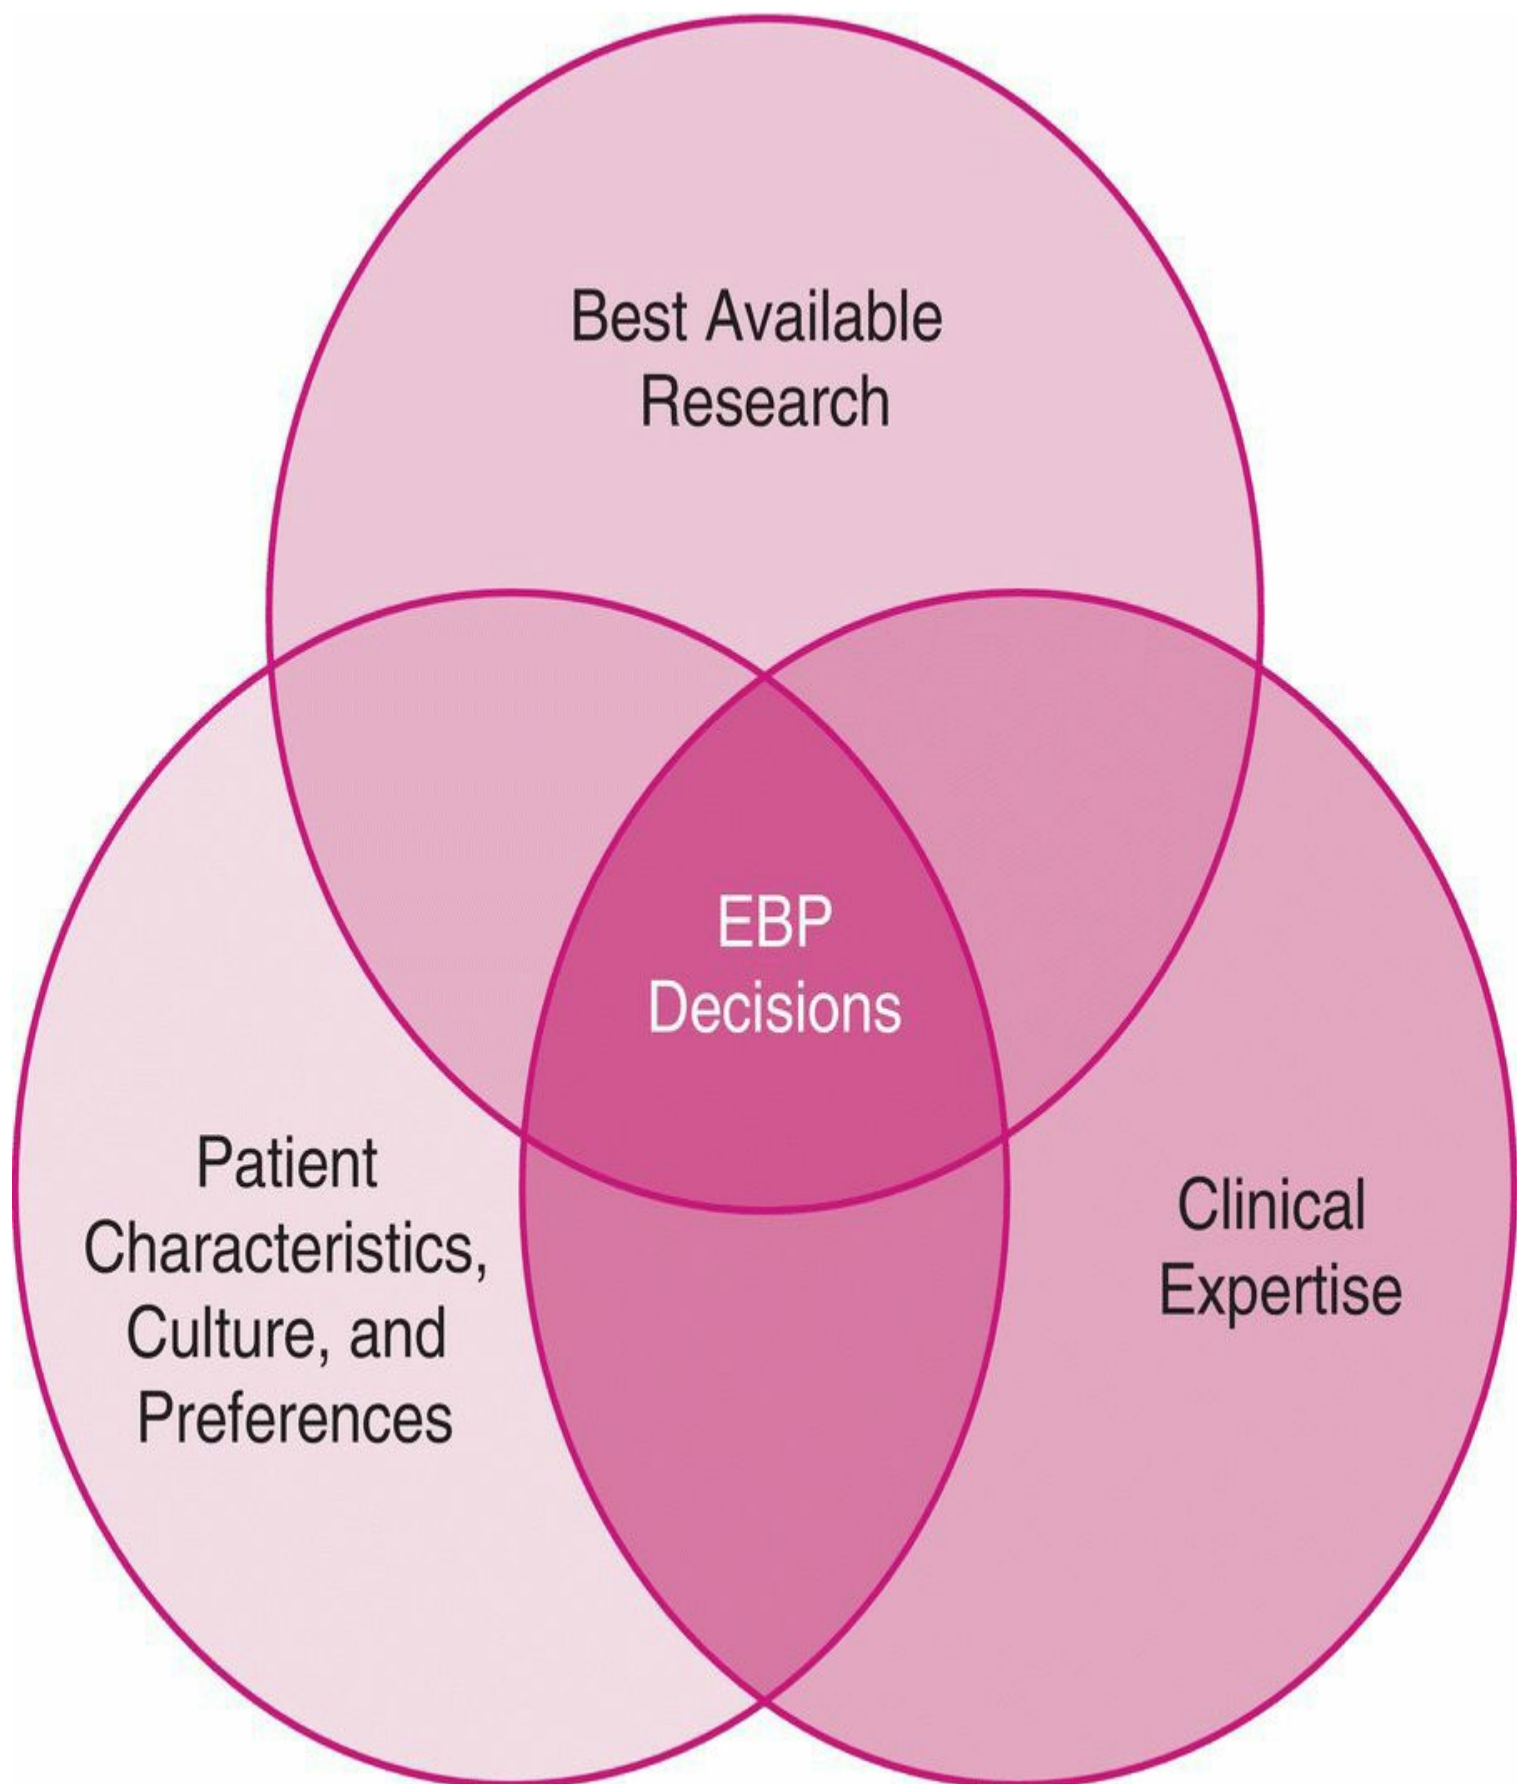 Best Available
Research
EBP
Decisions
Patient
Characteristics,
Culture, and
Preferences
Clinical
Expertise